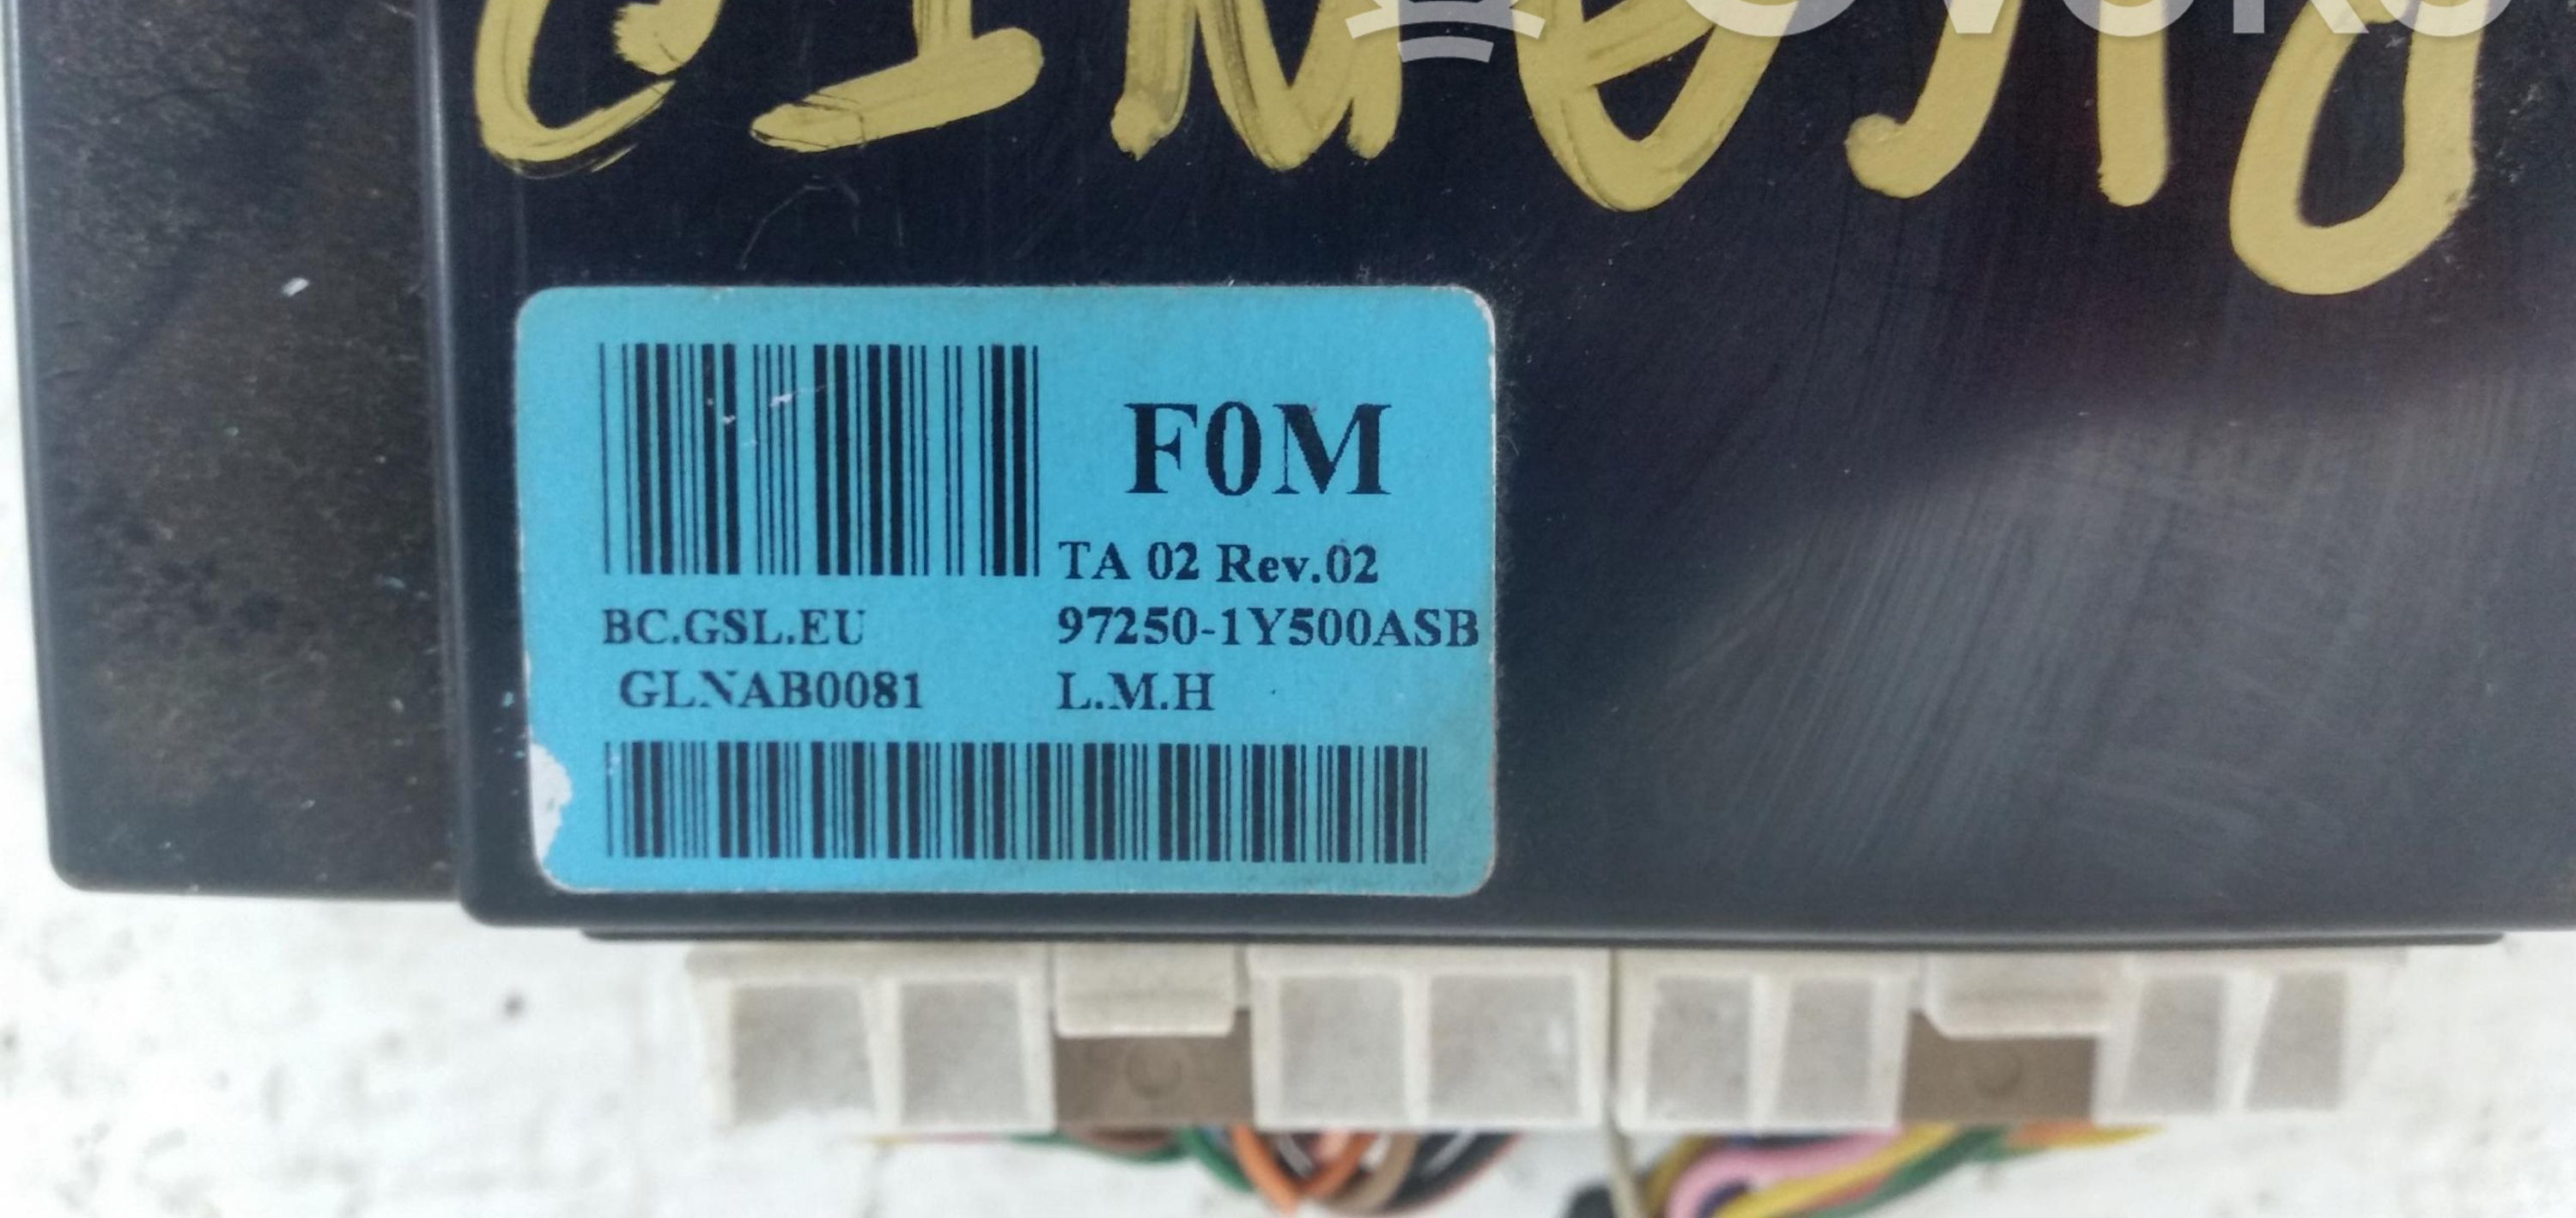 F0M
TA 02 Rev.02
BC.GSL.EU 97250-1Y500ASB
GLNAB0081 L.M.H